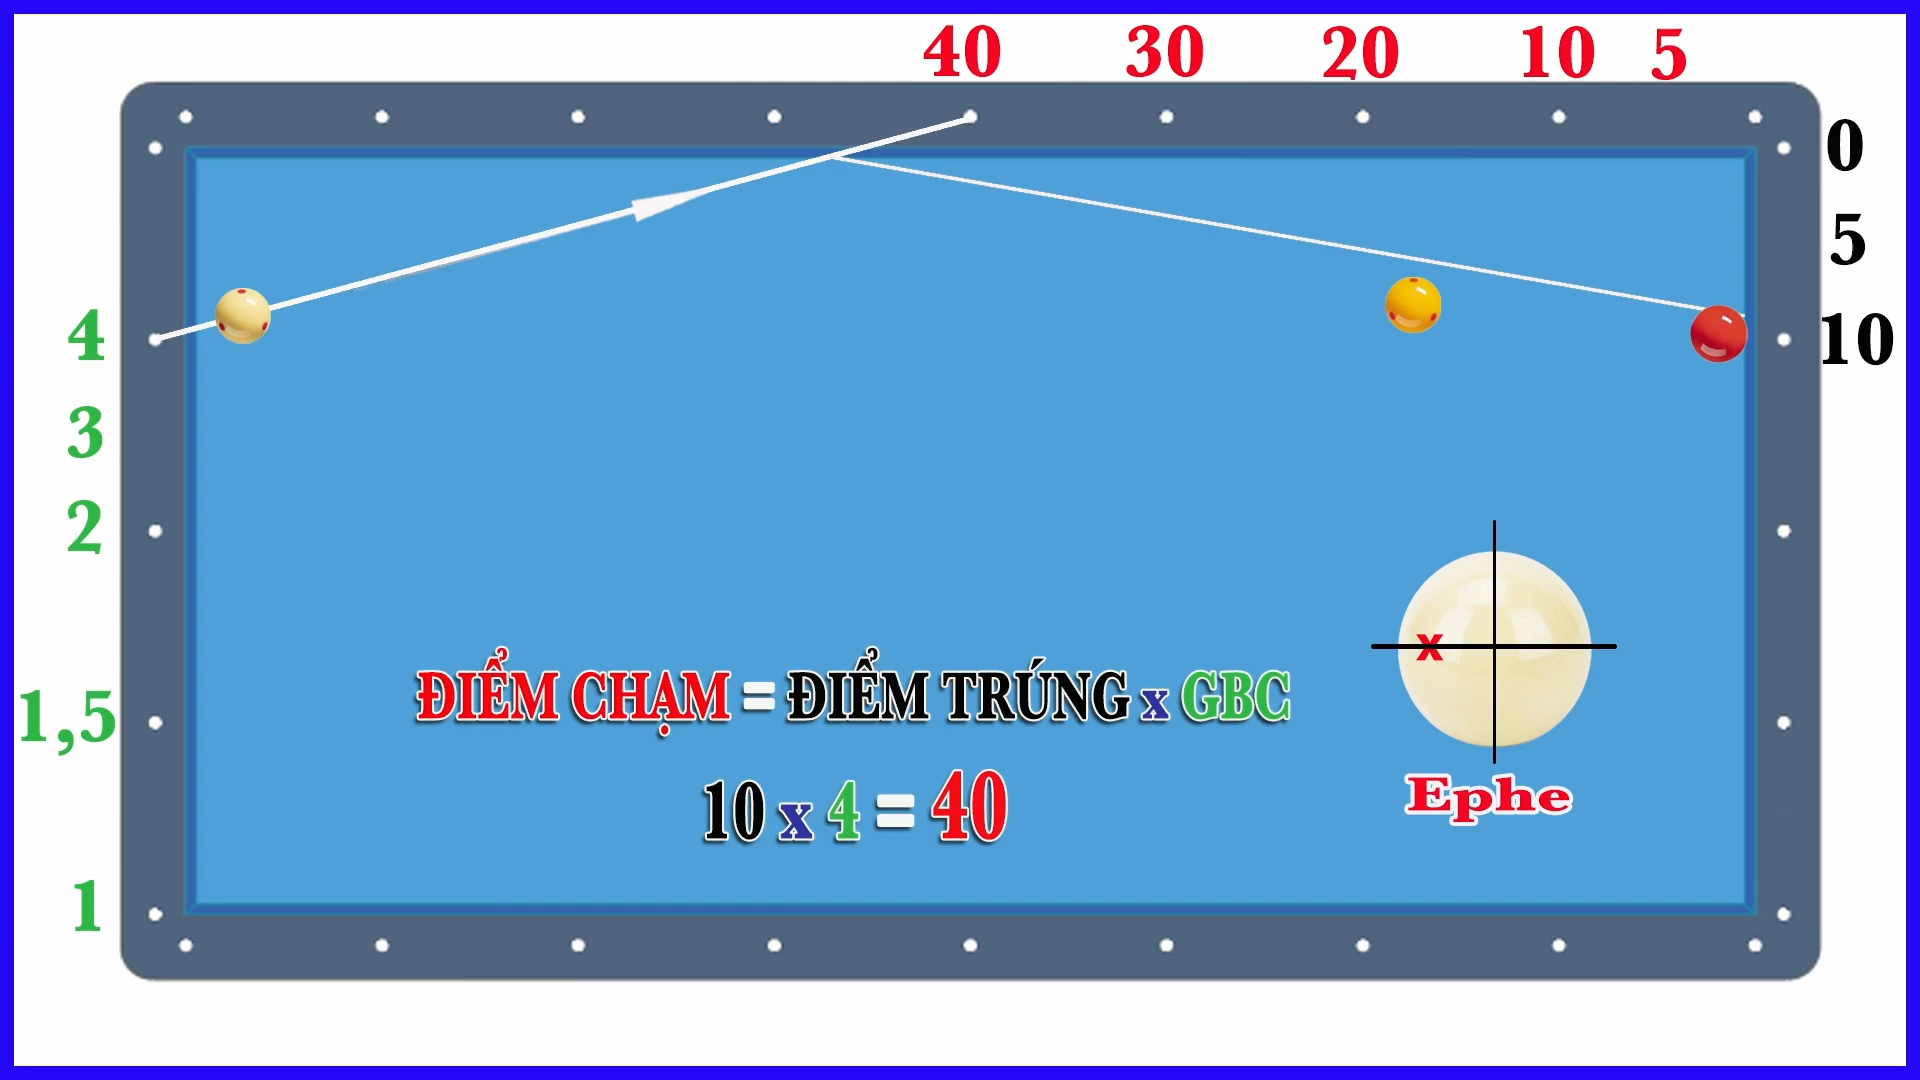 40 30 20 10 5
0
5
4 10
3
2
1,5
ĐIỂM CHẠM = ĐIỂM TRÚNG x GBC
x
10 x 4 = 40
Ephe
1